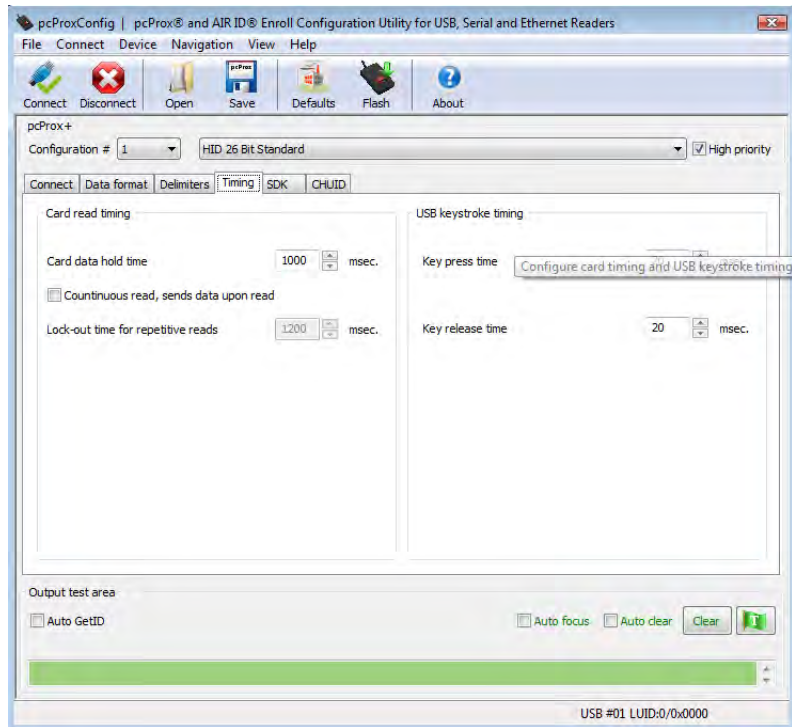 pcProxConfig | pcProx® and AIR ID® Enroll Configuration Utility for USB, Serial and Ethernet Readers
File Connect Device Navigation View Help
pcProx
Connect Disconnect Open Save Defaults Flash About
pcProx+
Configuration # 1 HID 26 Bit Standard High priority
Connect Data format Delimiters Timing SDK CHUID
Card read timing
Card data hold time 1000 msec.
Countinuous read, sends data upon read
Lock-out time for repetitive reads 1200 msec.
USB keystroke timing
Key press time
Configure card timing and USB keystroke timing
Key release time 20 msec.
Output test area
Auto GetID Auto focus Auto clear Clear
USB #01 LUID:0/0x0000